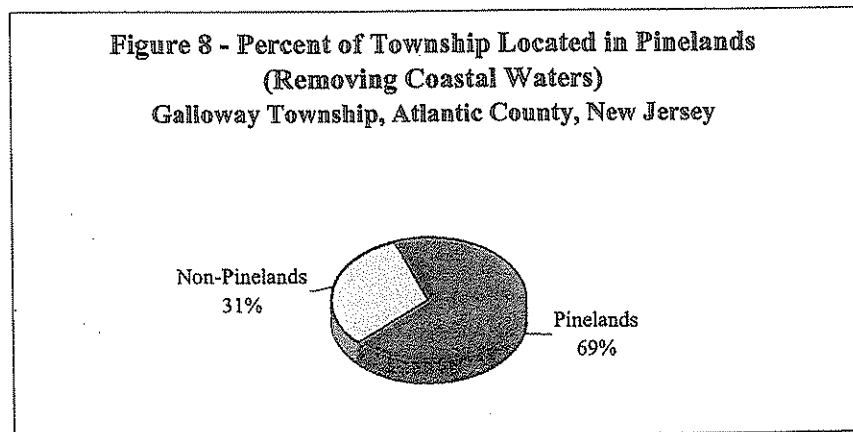 Figure 8 - Percent of Township Located in Pinelands
(Removing Coastal Waters)
Galloway Township, Atlantic County, New Jersey
Non-Pinelands
31%
Pinelands
69%